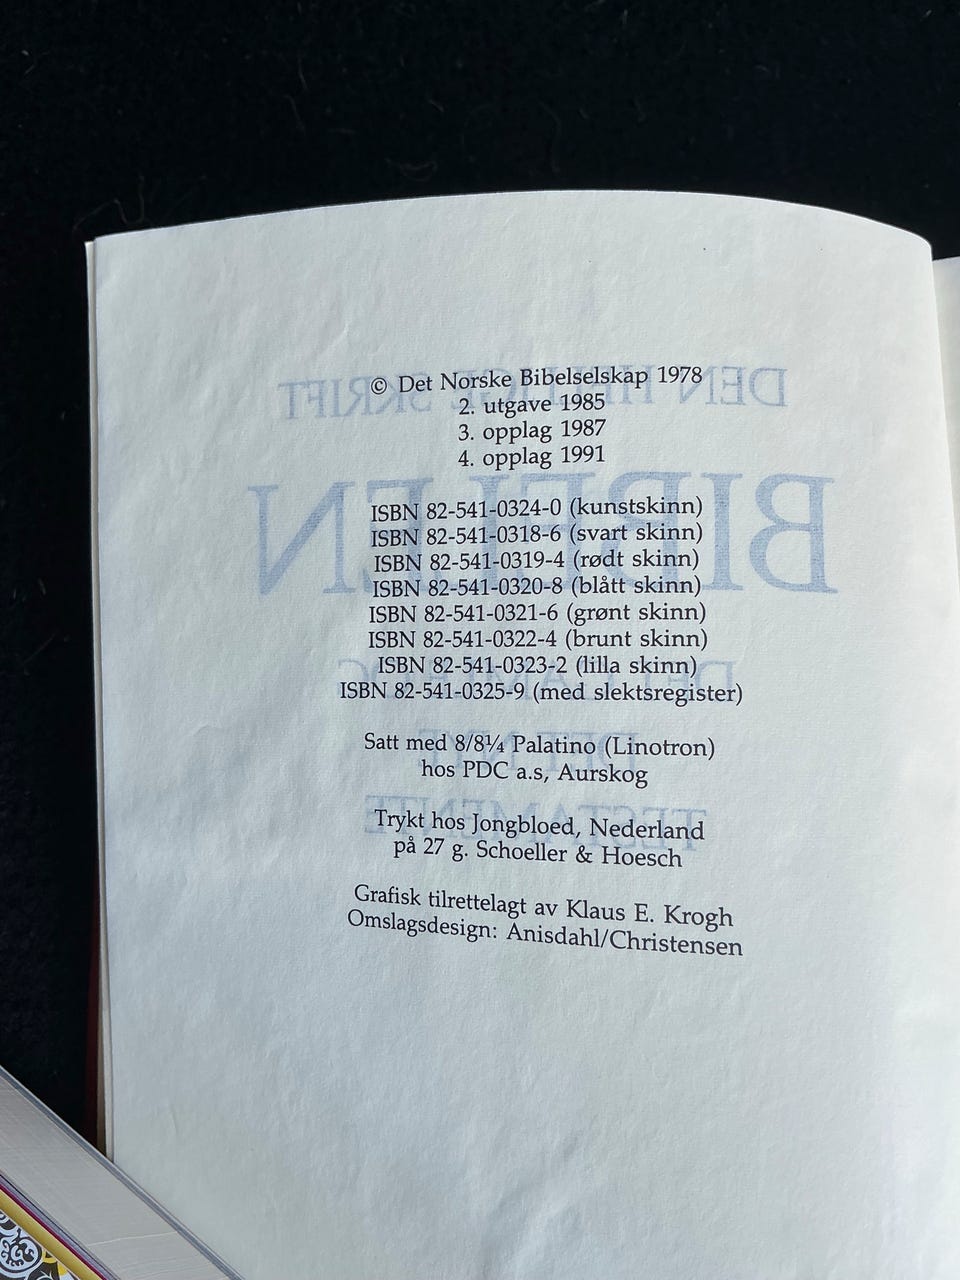 © Det Norske Bibelselskap 1978
2. utgave 1985
3. opplag 1987
4. opplag 1991
ISBN 82-541-0324-0 (kunstskinn)
ISBN 82-541-0318-6 (svart skinn)
ISBN 82-541-0319-4 (rødt skinn)
ISBN 82-541-0320-8 (blått skinn)
ISBN 82-541-0321-6 (grønt skinn)
ISBN 82-541-0322-4 (brunt skinn)
ISBN 82-541-0323-2 (lilla skinn)
ISBN 82-541-0325-9 (med slektsregister)
Satt med 8/8¼ Palatino (Linotron)
hos PDC a.s, Aurskog
Trykt hos Jongbloed, Nederland
på 27 g. Schoeller & Hoesch
Grafisk tilrettelagt av Klaus E. Krogh
Omslagsdesign: Anisdahl/Christensen